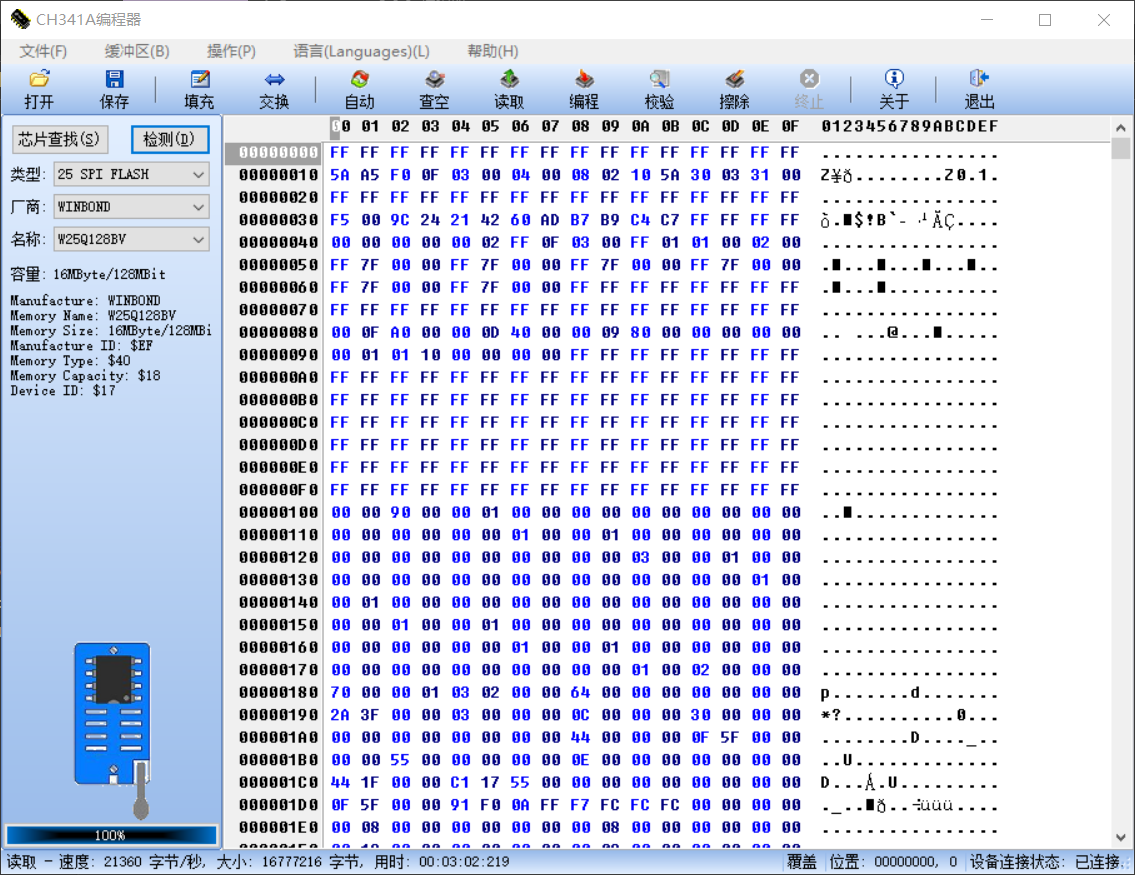 CH341A编程器
文件(F) 缓冲区(B) 操作(P) 语言(Languages)(L) 帮助(H)
打开 保存 填充 交换 自动 查空 读取 编程 校验 擦除 终止 关于 退出
芯片查找(S) 检测(D)
类型: 25 SPI FLASH
厂商: WINBOND
名称: W25Q128BV
容量: 16MByte/128MBit
Manufacture: WINBOND
Memory Name: W25Q128BV
Memory Size: 16MByte/128MBi
Manufacture ID: $EF
Memory Type: $40
Memory Capacity: $18
Device ID: $17
100%
00 01 02 03 04 05 06 07 08 09 0A 0B 0C 0D 0E 0F 0123456789ABCDEF
00000000 FF FF FF FF FF FF FF FF FF FF FF FF FF FF FF FF ................
00000010 5A A5 F0 0F 03 00 04 00 08 02 10 5A 30 03 31 00 Z¥ð........Z0.1.
00000020 FF FF FF FF FF FF FF FF FF FF FF FF FF FF FF FF ................
00000030 F5 00 9C 24 21 42 60 AD B7 B9 C4 C7 FF FF FF FF
00000040 00 00 00 00 00 02 FF 0F 03 00 FF 01 01 00 02 00 ................
00000050 FF 7F 00 00 FF 7F 00 00 FF 7F 00 00 FF 7F 00 00 .■...■...■...■..
00000060 FF 7F 00 00 FF 7F 00 00 FF FF FF FF FF FF FF FF .■...■..........
00000070 FF FF FF FF FF FF FF FF FF FF FF FF FF FF FF FF ................
00000080 00 0F A0 00 00 0D 40 00 00 09 80 00 00 00 00 00 .. ...@...■.....
00000090 00 01 01 10 00 00 00 00 FF FF FF FF FF FF FF FF ................
000000A0 FF FF FF FF FF FF FF FF FF FF FF FF FF FF FF FF ................
000000B0 FF FF FF FF FF FF FF FF FF FF FF FF FF FF FF FF ................
000000C0 FF FF FF FF FF FF FF FF FF FF FF FF FF FF FF FF ................
000000D0 FF FF FF FF FF FF FF FF FF FF FF FF FF FF FF FF ................
000000E0 FF FF FF FF FF FF FF FF FF FF FF FF FF FF FF FF ................
000000F0 FF FF FF FF FF FF FF FF FF FF FF FF FF FF FF FF ................
00000100 00 00 90 00 00 01 00 00 00 00 00 00 00 00 00 00 ..■.............
00000110 00 00 00 00 00 00 01 00 00 01 00 00 00 00 00 00 ................
00000120 00 00 00 00 00 00 00 00 00 00 03 00 00 01 00 00 ................
00000130 00 00 00 00 00 00 00 00 00 00 00 00 00 00 01 00 ................
00000140 00 01 00 00 00 00 00 00 00 00 00 00 00 00 00 00 ................
00000150 00 00 01 00 00 01 00 00 00 00 00 00 00 00 00 00 ................
00000160 00 00 00 00 00 00 01 00 00 01 00 00 00 00 00 00 ................
00000170 00 00 00 00 00 00 00 00 00 00 01 00 02 00 00 00 ................
00000180 70 00 00 01 03 02 00 00 64 00 00 00 00 00 00 00 p.......d.......
00000190 2A 3F 00 00 03 00 00 00 0C 00 00 00 30 00 00 00 *?..........0...
000001A0 00 00 00 00 00 00 00 00 44 00 00 00 0F 5F 00 00 ........D...._..
000001B0 00 00 55 00 00 00 00 00 0E 00 00 00 00 00 00 00 ..U.............
000001C0 44 1F 00 00 C1 17 55 00 00 00 00 00 00 00 00 00 D...Á.U.........
000001D0 0F 5F 00 00 91 F0 0A FF F7 FC FC FC 00 00 00 00 ._..■ð..÷üüü....
000001E0 00 08 00 00 00 00 00 00 00 08 00 00 00 00 00 00 ................
读取 - 速度: 21360 字节/秒, 大小: 16777216 字节, 用时: 00:03:02:219 覆盖 位置: 00000000, 0 设备连接状态: 已连接.